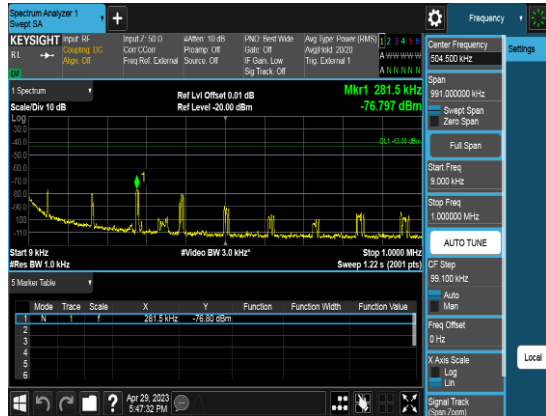 Spectrum Analyzer 1
Swept SA
+
Frequency
KEYSIGHT Input: RF Input Z: 50 Ω #Atten: 10 dB PNO: Best Wide Avg Type: Power (RMS) 1 2 3 4 5 6
RL Coupling: DC Corr CCorr Preamp: Off Gate: Off Avg|Hold: 20/20 A W W W W W
Align: Off Freq Ref: External Source: Off IF Gain: Low Trig: External 1
Sig Track: Off A N N N N N
1 Spectrum
Ref Lvl Offset 0.01 dB Mkr1 281.5 kHz
Scale/Div 10 dB Ref Level -20.00 dBm -76.797 dBm
Log
-30.0
-40.0
DL1 -43.00 dBm
-60.0
-70.0
-80.0
-90.0
-100
-110
1
Start 9 kHz #Video BW 3.0 kHz* Stop 1.0000 MHz
#Res BW 1.0 kHz Sweep 1.22 s (2001 pts)
5 Marker Table
Mode Trace Scale X Y Function Function Width Function Value
1 N 1 f 281.5 kHz -76.80 dBm
2
3
4
5
6
Apr 29, 2023
5:47:32 PM
Center Frequency
504.500 kHz
Settings
Span
991.000000 kHz
Swept Span
Zero Span
Full Span
Start Freq
9.000 kHz
Stop Freq
1.000000 MHz
AUTO TUNE
CF Step
99.100 kHz
Auto
Man
Freq Offset
0 Hz
X Axis Scale
Log
Lin
Local
Signal Track
(Span Zoom)